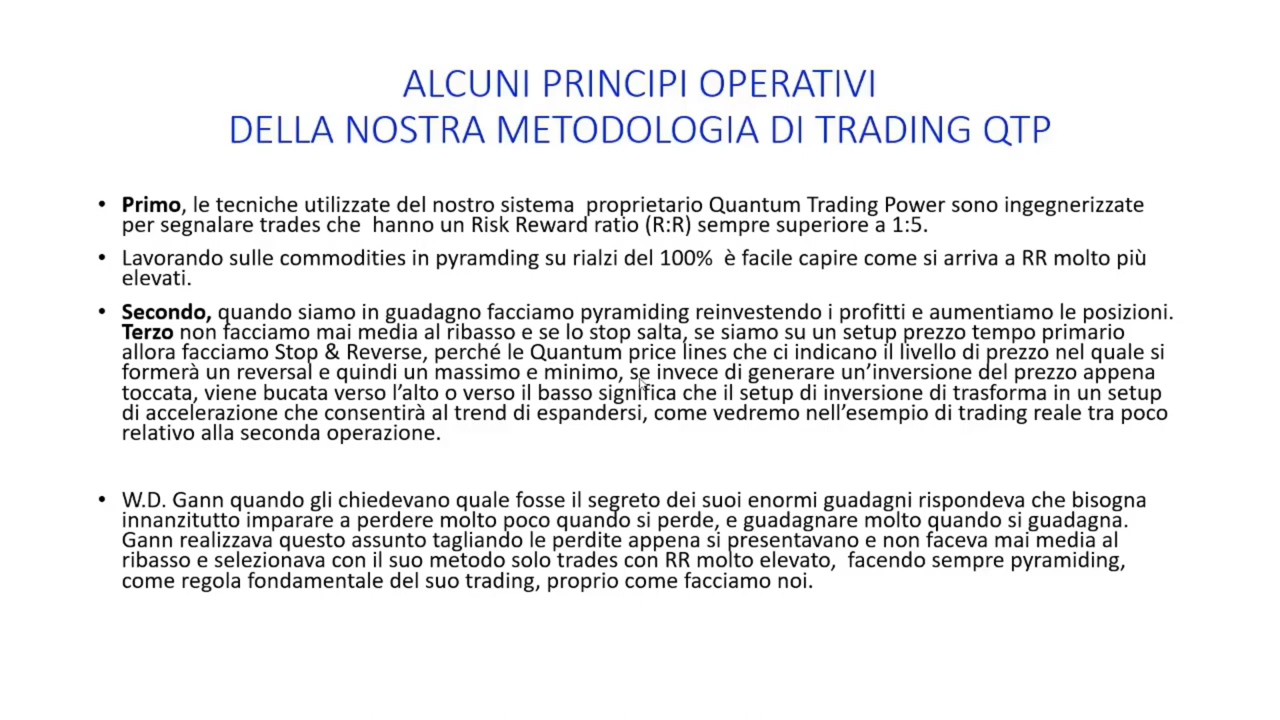 ALCUNI PRINCIPI OPERATIVI
DELLA NOSTRA METODOLOGIA DI TRADING QTP
• Primo, le tecniche utilizzate del nostro sistema proprietario Quantum Trading Power sono ingegnerizzate
per segnalare trades che hanno un Risk Reward ratio (R:R) sempre superiore a 1:5.
• Lavorando sulle commodities in pyramding su rialzi del 100% è facile capire come si arriva a RR molto più
elevati.
• Secondo, quando siamo in guadagno facciamo pyramiding reinvestendo i profitti e aumentiamo le posizioni.
Terzo non facciamo mai media al ribasso e se lo stop salta, se siamo su un setup prezzo tempo primario
allora facciamo Stop & Reverse, perché le Quantum price lines che ci indicano il livello di prezzo nel quale si
formerà un reversal e quindi un massimo e minimo, se invece di generare un'inversione del prezzo appena
toccata, viene bucata verso l'alto o verso il basso significa che il setup di inversione di trasforma in un setup
di accelerazione che consentirà al trend di espandersi, come vedremo nell'esempio di trading reale tra poco
relativo alla seconda operazione.
• W.D. Gann quando gli chiedevano quale fosse il segreto dei suoi enormi guadagni rispondeva che bisogna
innanzitutto imparare a perdere molto poco quando si perde, e guadagnare molto quando si guadagna.
Gann realizzava questo assunto tagliando le perdite appena si presentavano e non faceva mai media al
ribasso e selezionava con il suo metodo solo trades con RR molto elevato, facendo sempre pyramiding,
come regola fondamentale del suo trading, proprio come facciamo noi.